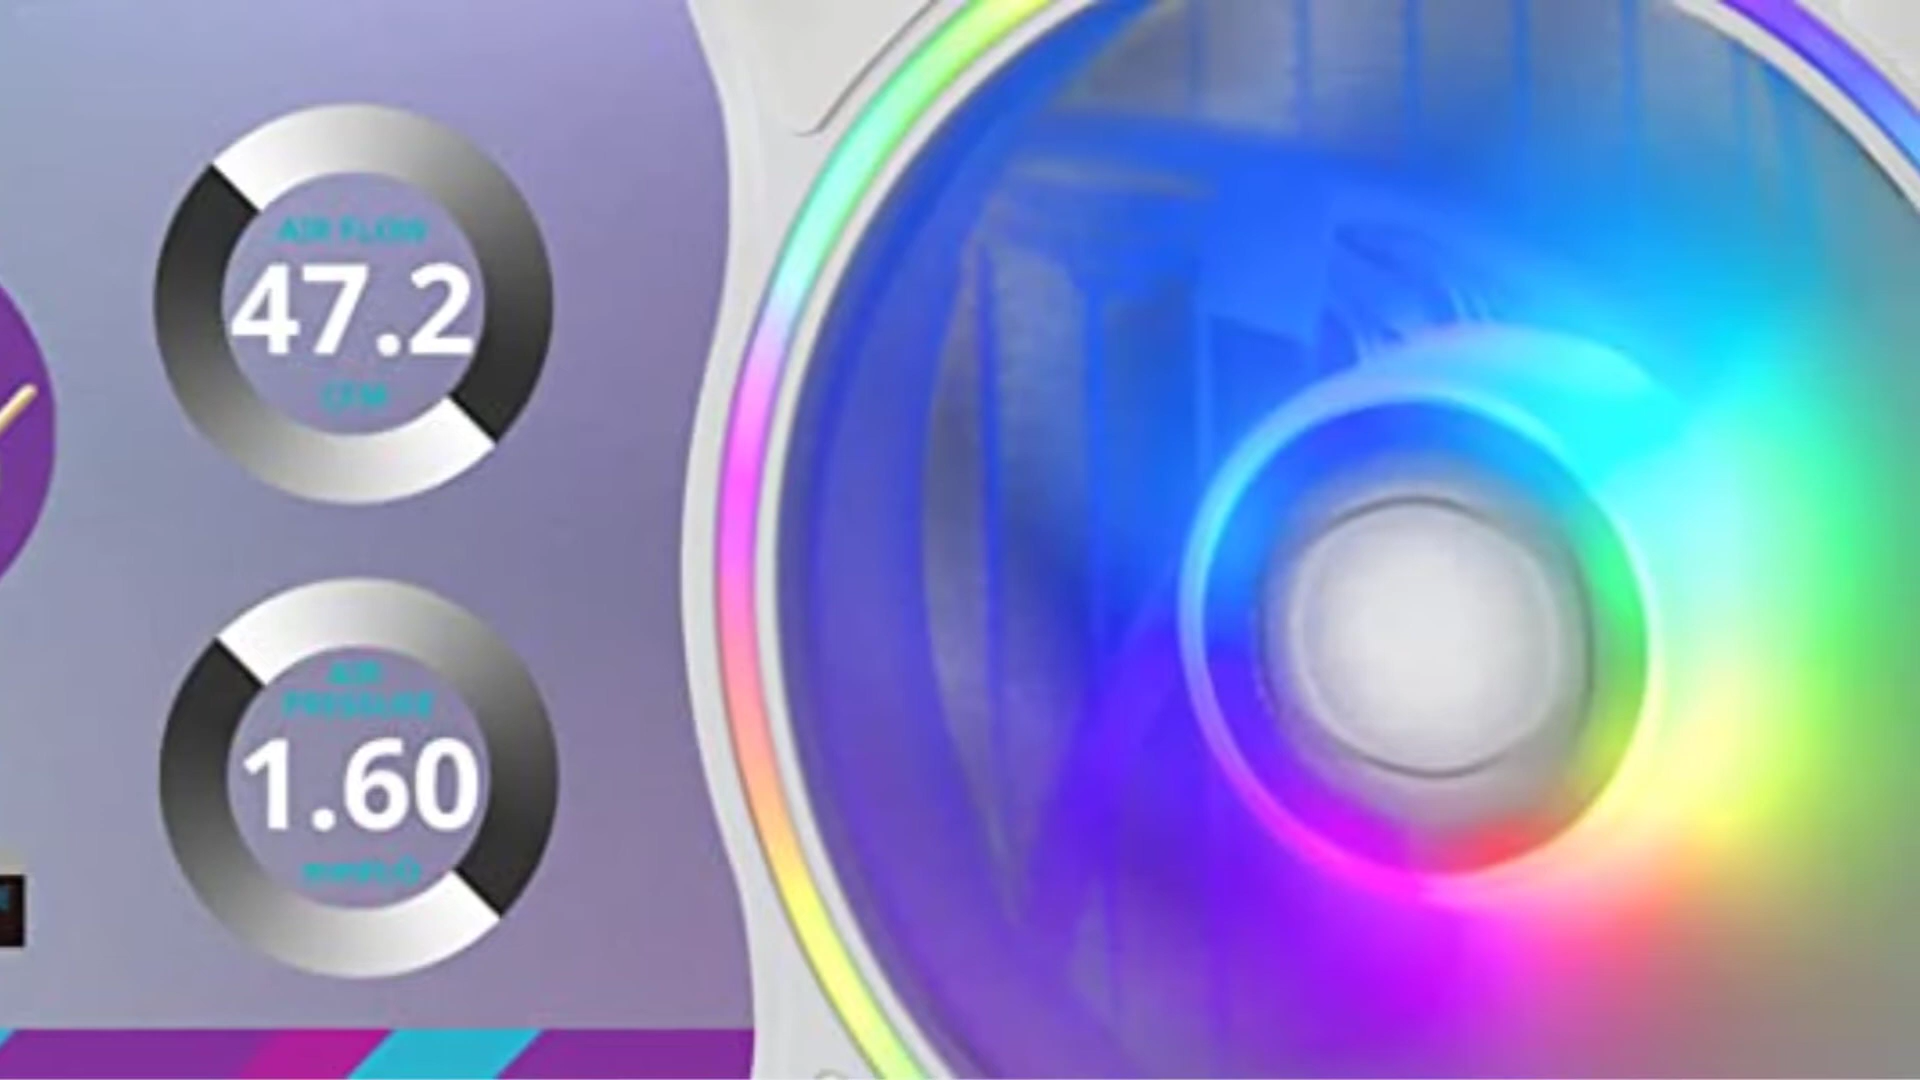 AIR FLOW
47.2
CFM
AIR
PRESSURE
1.60
mmH₂O